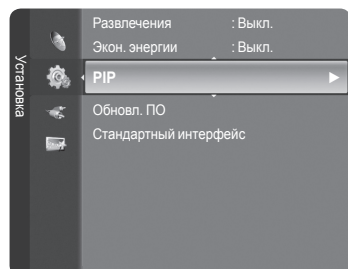 Установка
Развлечения : Выкл.
Экон. энергии : Выкл.
PIP
Обновл. ПО
Стандартный интерфейс